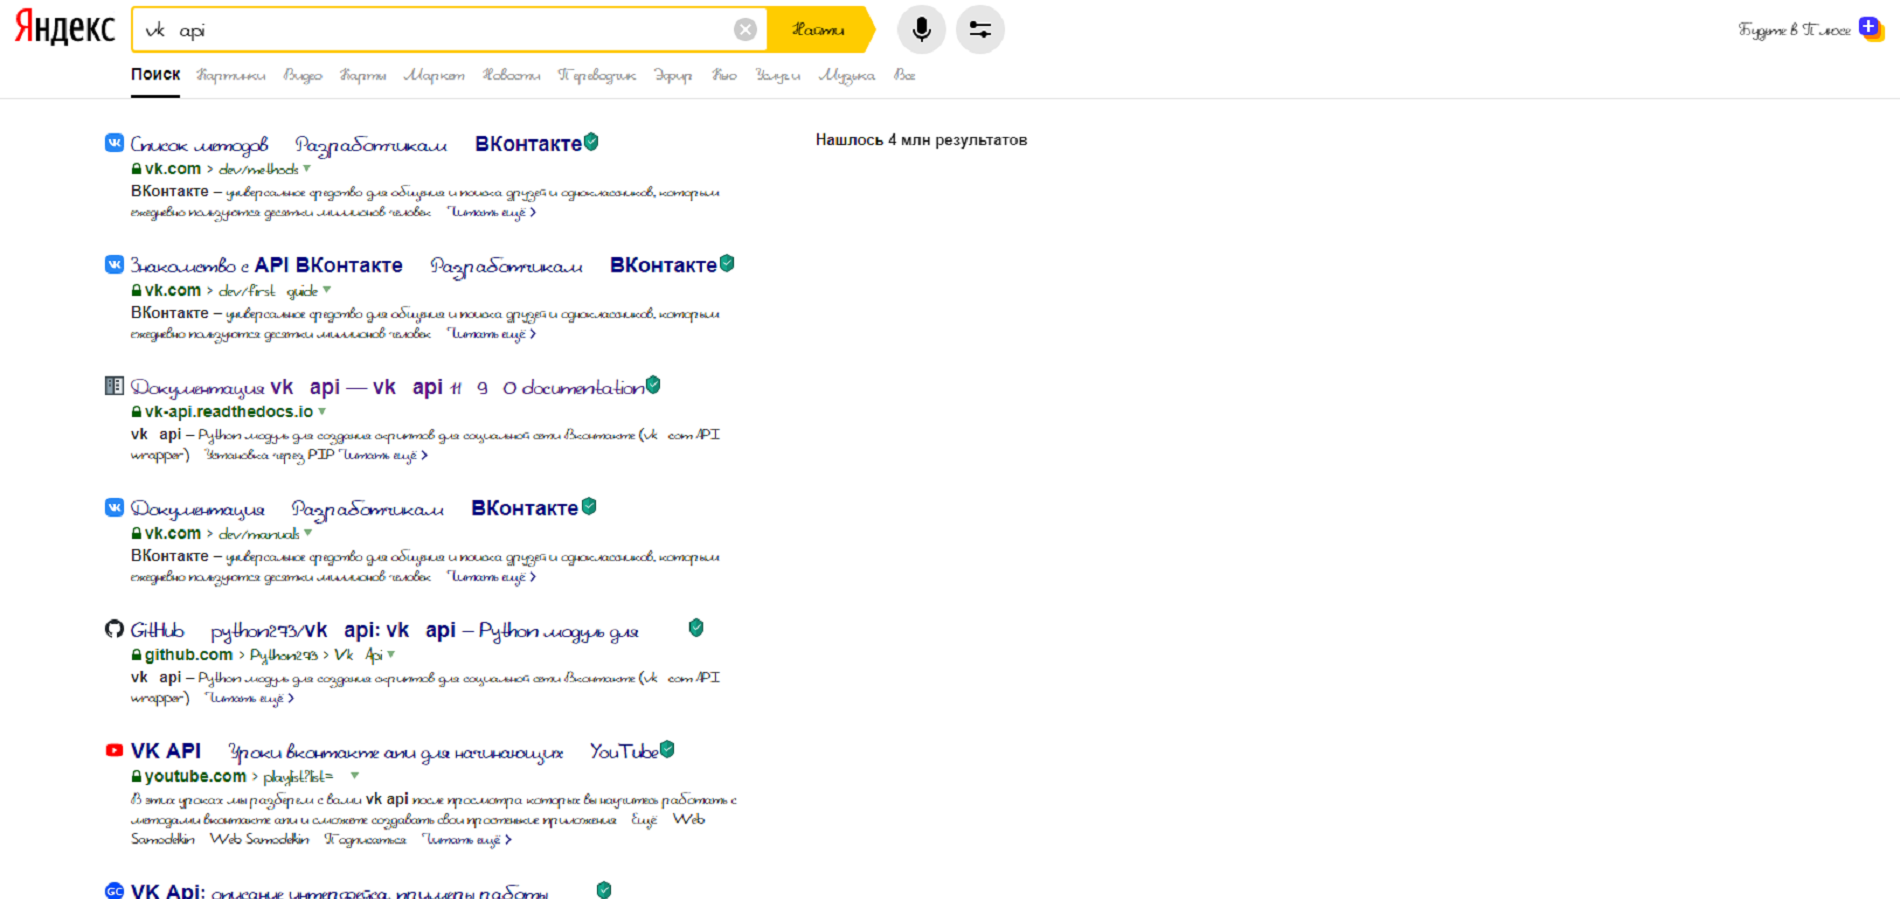 Яндекс
vk api
Найти
Будьте в Плюсе
Поиск Картинки Видео Карты Маркет Новости Переводчик Эфир Кью Услуги Музыка Все
Список методов Разработчикам ВКонтакте
vk.com › dev/methods
ВКонтакте – универсальное средство для общения и поиска друзей и одноклассников, которым
ежедневно пользуются десятки миллионов человек Читать ещё ›
Нашлось 4 млн результатов
Знакомство с API ВКонтакте Разработчикам ВКонтакте
vk.com › dev/first guide
ВКонтакте – универсальное средство для общения и поиска друзей и одноклассников, которым
ежедневно пользуются десятки миллионов человек Читать ещё ›
Документация vk api — vk api 11 9 0 documentation
vk-api.readthedocs.io
vk api – Python модуль для создания скриптов для социальной сети Вконтакте (vk com API
wrapper) Установка через PIP Читать ещё ›
Документация Разработчикам ВКонтакте
vk.com › dev/manuals
ВКонтакте – универсальное средство для общения и поиска друзей и одноклассников, которым
ежедневно пользуются десятки миллионов человек Читать ещё ›
GitHub python273/vk api: vk api – Python модуль для
github.com › Python273 › Vk Api
vk api – Python модуль для создания скриптов для социальной сети Вконтакте (vk com API
wrapper) Читать ещё ›
VK API Уроки вконтакте апи для начинающих YouTube
youtube.com › playlist?list=
В этих уроках мы разберем с вами vk api после просмотра которых вы научитесь работать с
методами вконтакте апи и сможете создавать свои простенькие приложения Ещё Web
Samodelkin Web Samodelkin Подписаться Читать ещё ›
GC VK Api: описание интерфейса, примеры работы